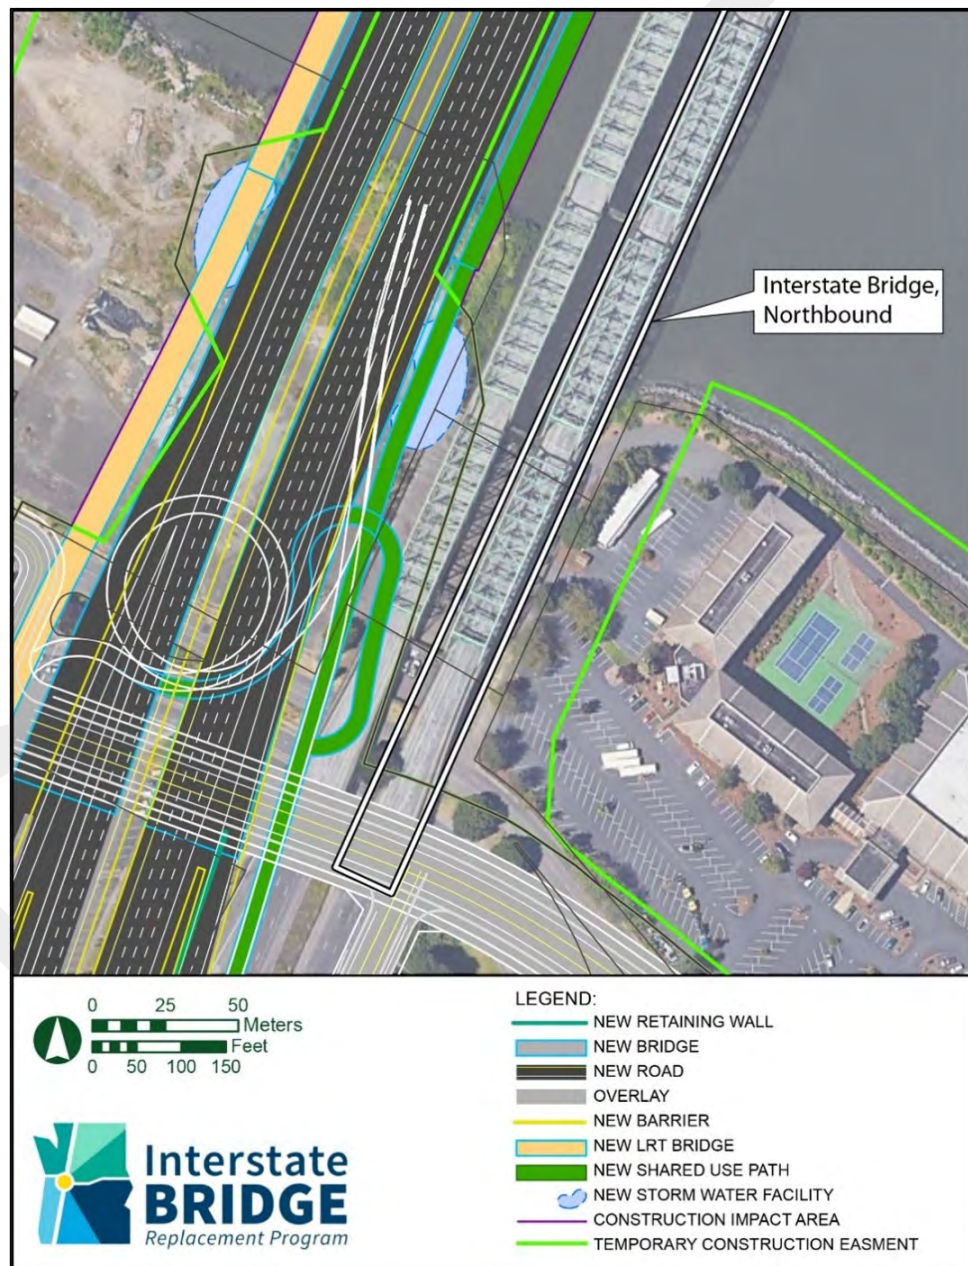 Interstate Bridge,
Northbound
0 25 50
Meters
Feet
0 50 100 150
Interstate
BRIDGE
Replacement Program
LEGEND:
NEW RETAINING WALL
NEW BRIDGE
NEW ROAD
OVERLAY
NEW BARRIER
NEW LRT BRIDGE
NEW SHARED USE PATH
NEW STORM WATER FACILITY
CONSTRUCTION IMPACT AREA
TEMPORARY CONSTRUCTION EASMENT